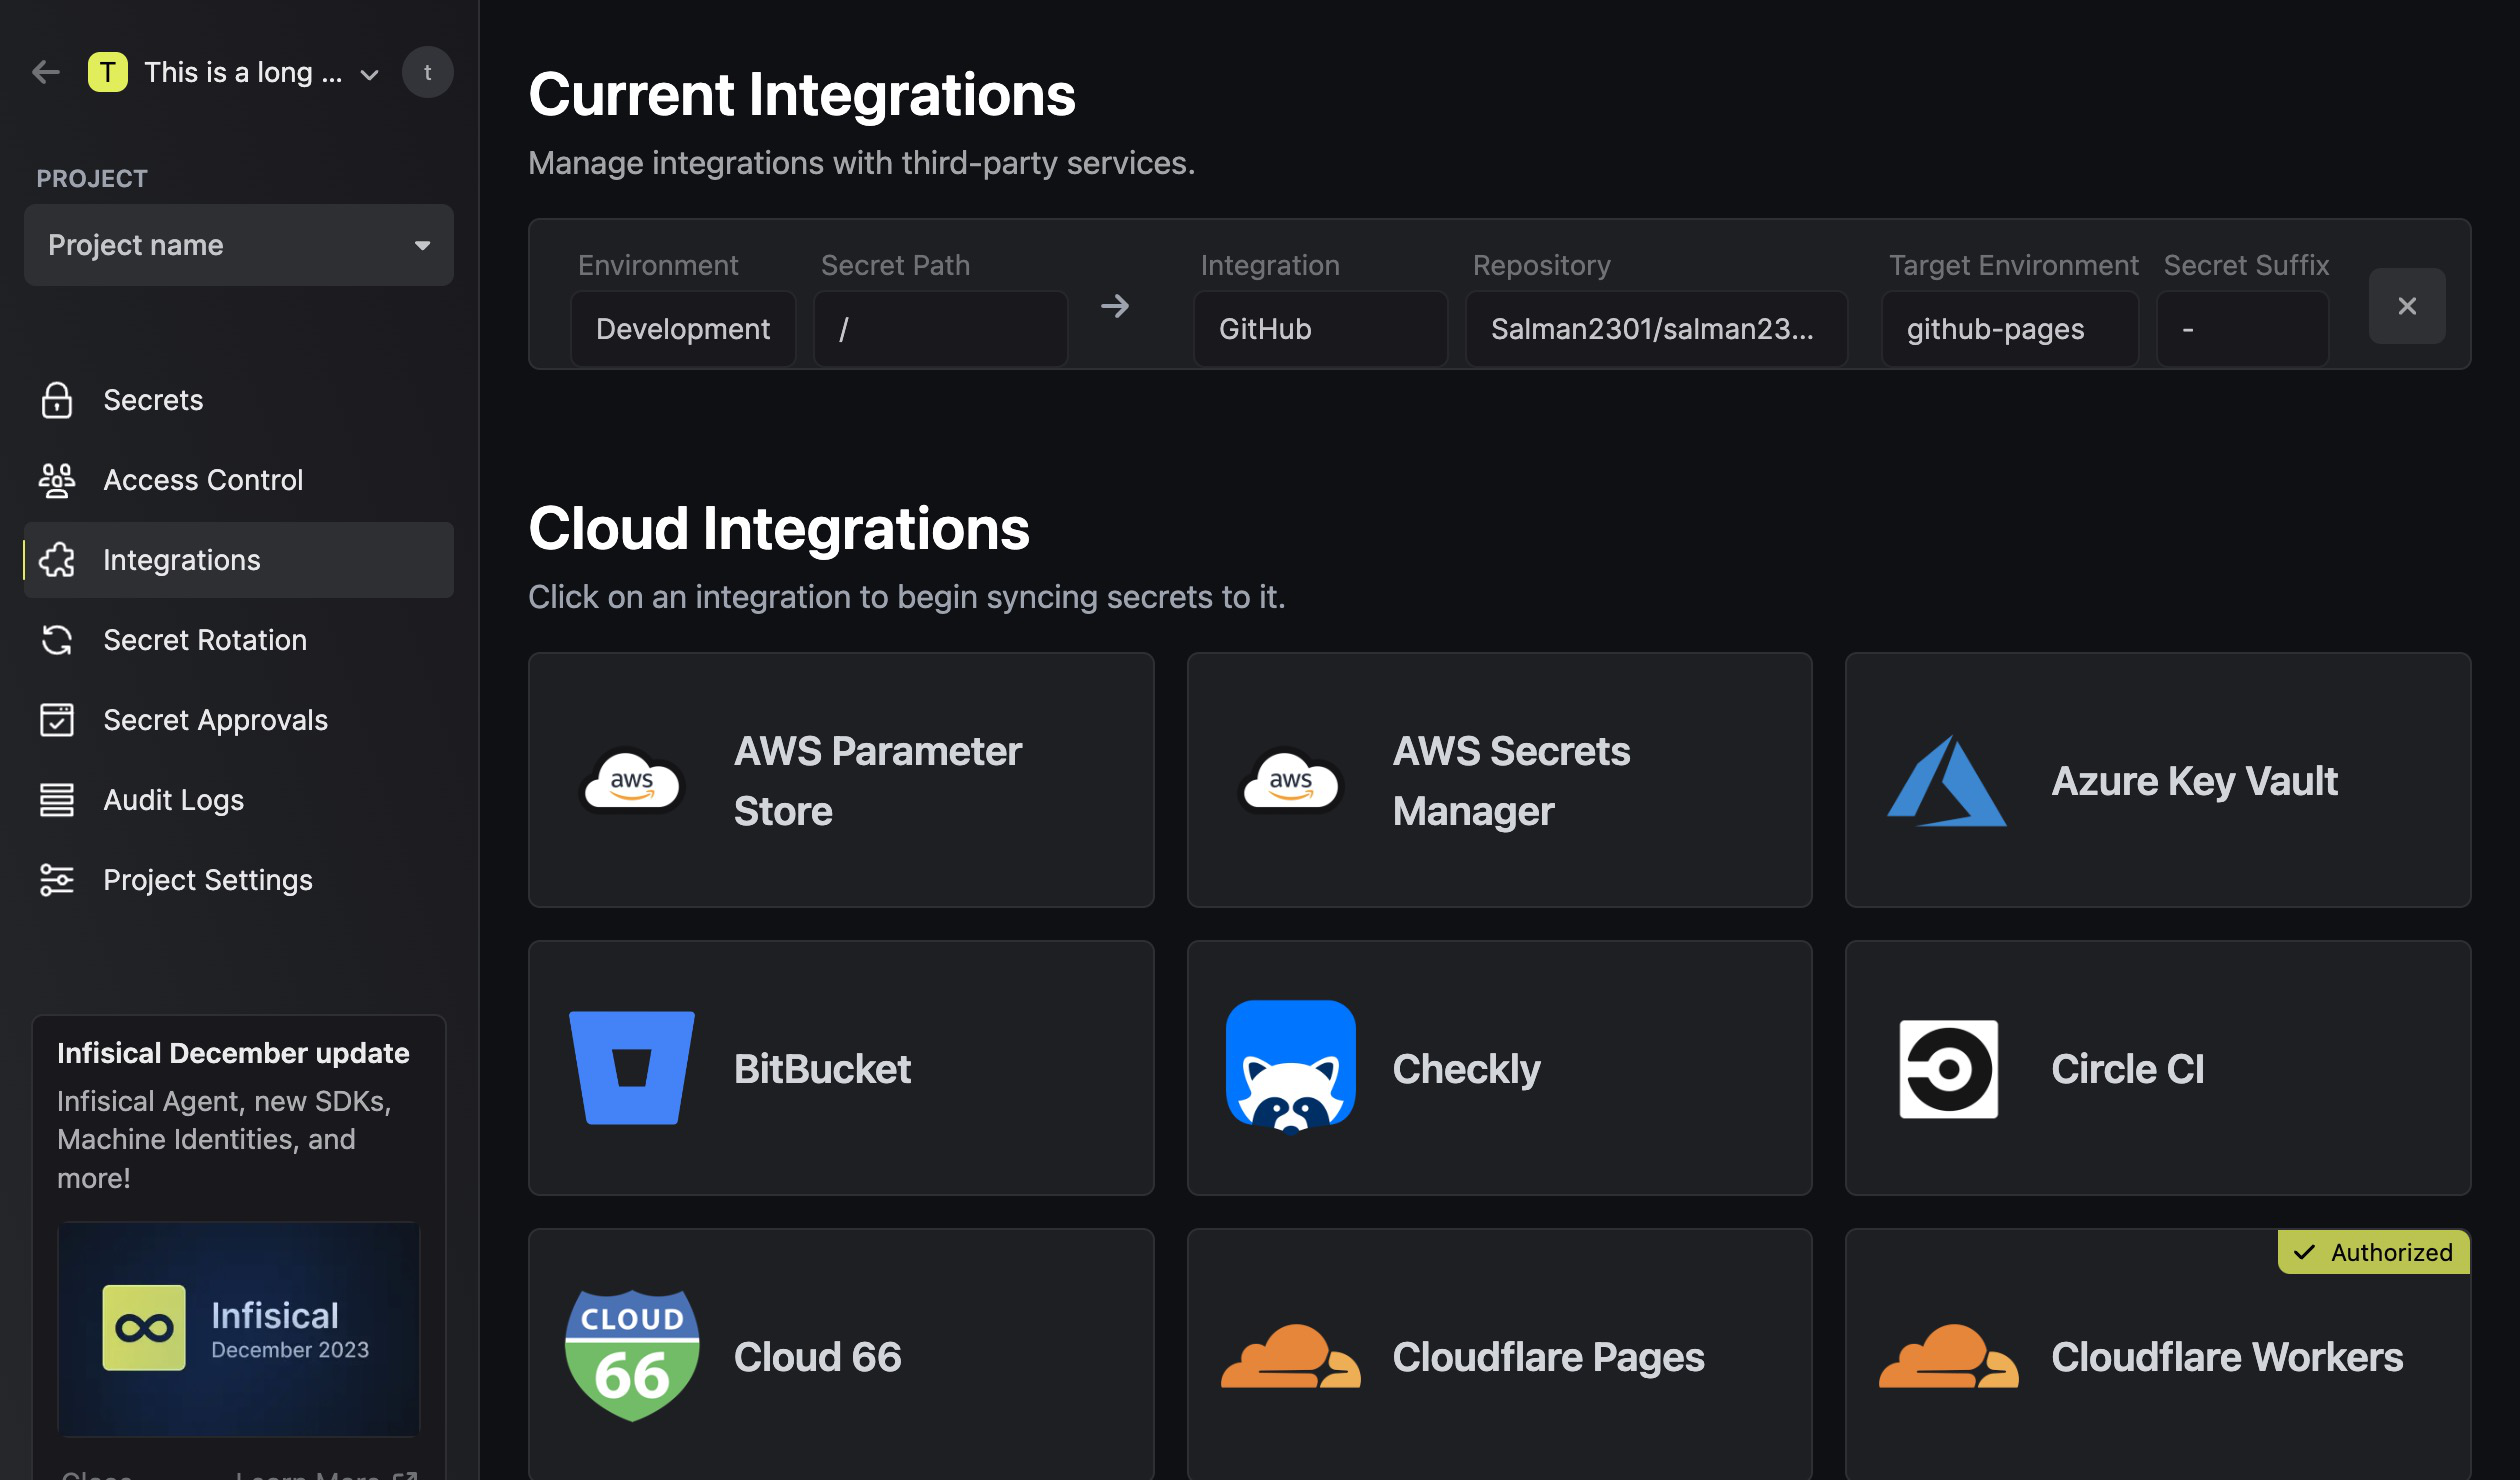 T This is a long ... t
PROJECT
Project name
Secrets
Access Control
Integrations
Secret Rotation
Secret Approvals
Audit Logs
Project Settings
Infisical December update
Infisical Agent, new SDKs,
Machine Identities, and
more!
Infisical
December 2023
Close Learn More
Current Integrations
Manage integrations with third-party services.
Environment Secret Path Integration Repository Target Environment Secret Suffix
Development / GitHub Salman2301/salman23... github-pages -
Cloud Integrations
Click on an integration to begin syncing secrets to it.
aws
AWS Parameter
Store
aws
AWS Secrets
Manager
Azure Key Vault
BitBucket
Checkly
Circle CI
CLOUD
66
Cloud 66
Cloudflare Pages
Authorized
Cloudflare Workers